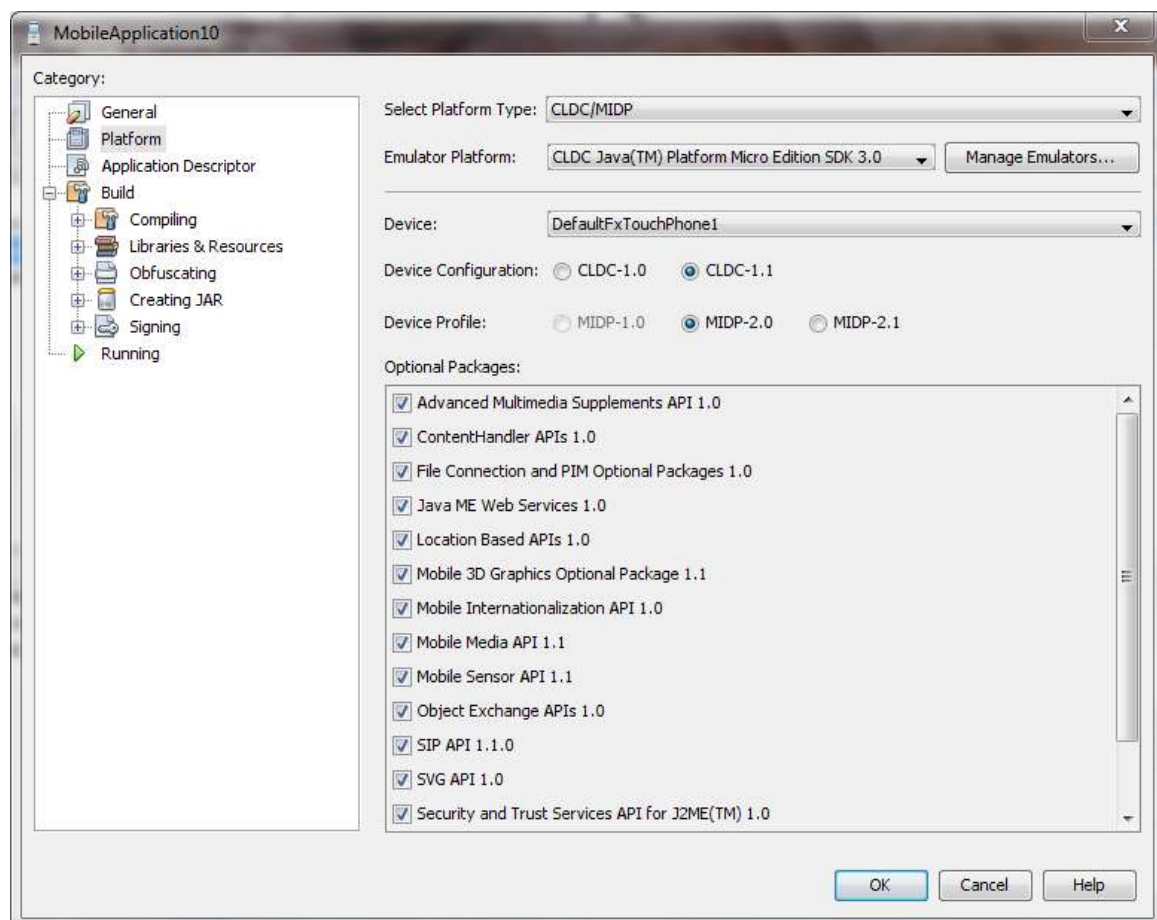 MobileApplication10
Category:
General
Platform
Application Descriptor
Build
Compiling
Libraries & Resources
Obfuscating
Creating JAR
Signing
Running
Select Platform Type: CLDC/MIDP
Emulator Platform: CLDC Java(TM) Platform Micro Edition SDK 3.0 Manage Emulators...
Device: DefaultFxTouchPhone1
Device Configuration: CLDC-1.0 CLDC-1.1
Device Profile: MIDP-1.0 MIDP-2.0 MIDP-2.1
Optional Packages:
Advanced Multimedia Supplements API 1.0
ContentHandler APIs 1.0
File Connection and PIM Optional Packages 1.0
Java ME Web Services 1.0
Location Based APIs 1.0
Mobile 3D Graphics Optional Package 1.1
Mobile Internationalization API 1.0
Mobile Media API 1.1
Mobile Sensor API 1.1
Object Exchange APIs 1.0
SIP API 1.1.0
SVG API 1.0
Security and Trust Services API for J2ME(TM) 1.0
OK Cancel Help